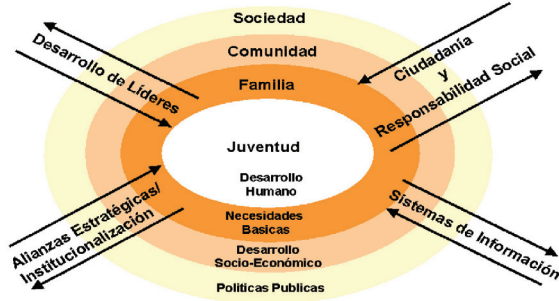 Sociedad
Comunidad
Familia
Desarrollo de Líderes
Ciudadanía
y
Responsabilidad Social
Juventud
Desarrollo
Humano
Alianzas Estratégicas/
Institucionalización
Necesidades
Basicas
Sistemas de Información
Desarrollo
Socio-Económico
Politicas Publicas